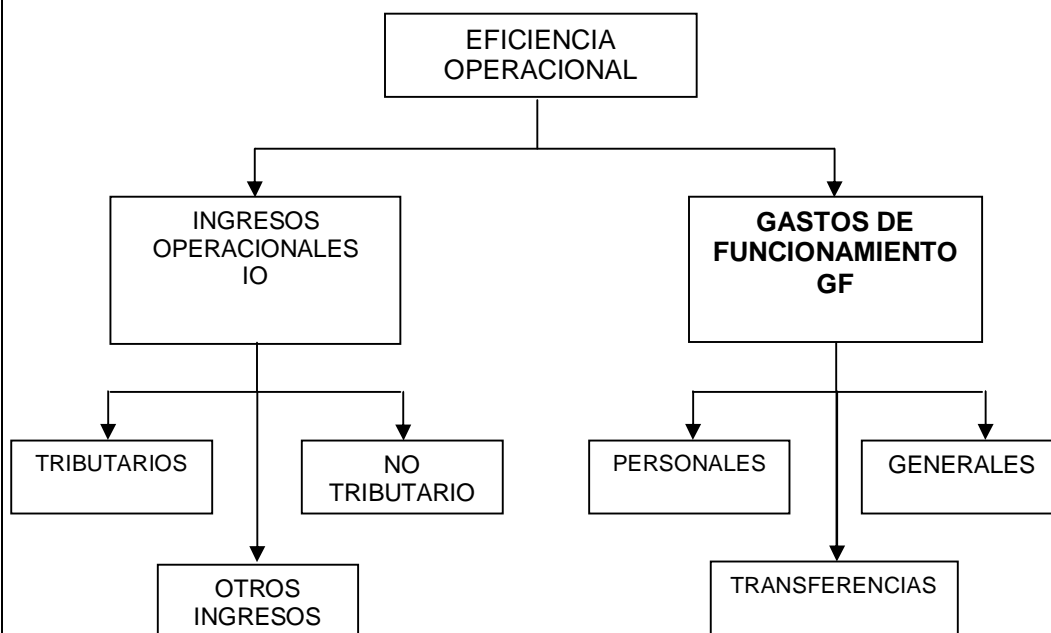 EFICIENCIA
OPERACIONAL
INGRESOS
OPERACIONALES
IO
GASTOS DE
FUNCIONAMIENTO
GF
TRIBUTARIOS
NO
TRIBUTARIO
PERSONALES
GENERALES
OTROS
INGRESOS
TRANSFERENCIAS